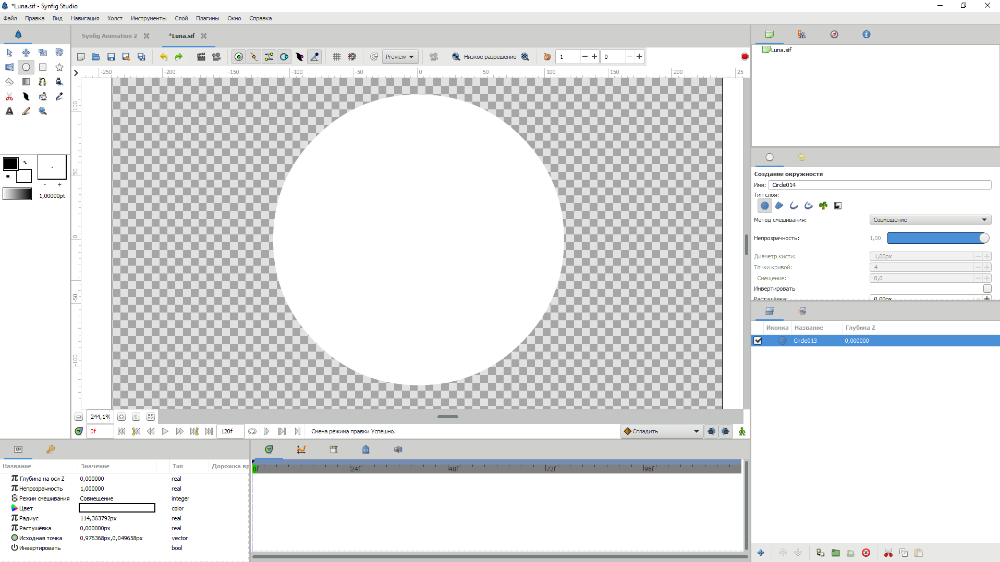 *Luna.sif - Synfig Studio
Файл Правка Вид Навигация Холст Инструменты Слой Плагины Окно Справка
Synfig Animation 2 *Luna.sif
Preview Низкое разрешение 1 0
-250 -200 -150 -100 -50 0 50 100 150 200 25
100
50
0
-50
-100
1,00000pt
Luna.sif
Создание окружности
Имя: Circle014
Тип слоя:
Метод смешивания: Совмещение
Непрозрачность: 1,00
Диаметр кисти: 1,00px
Точки кривой: 4
Смещение: 0,0
Инвертировать
Растушёвка: 0,00px
Иконка Название Глубина Z
Circle013 0,000000
244,1%
0f 120f Смена режима правки Успешно. Сгладить
Название Значение Тип Дорожка вр
Глубина на оси Z 0,000000 real
Непрозрачность 1,000000 real
Режим смешивания Совмещение integer
Цвет color
Радиус 114,363792px real
Растушёвка 0,000000px real
Исходная точка 0,976368px,0,049658px vector
Инвертировать bool
0f 24f 48f 72f 96f